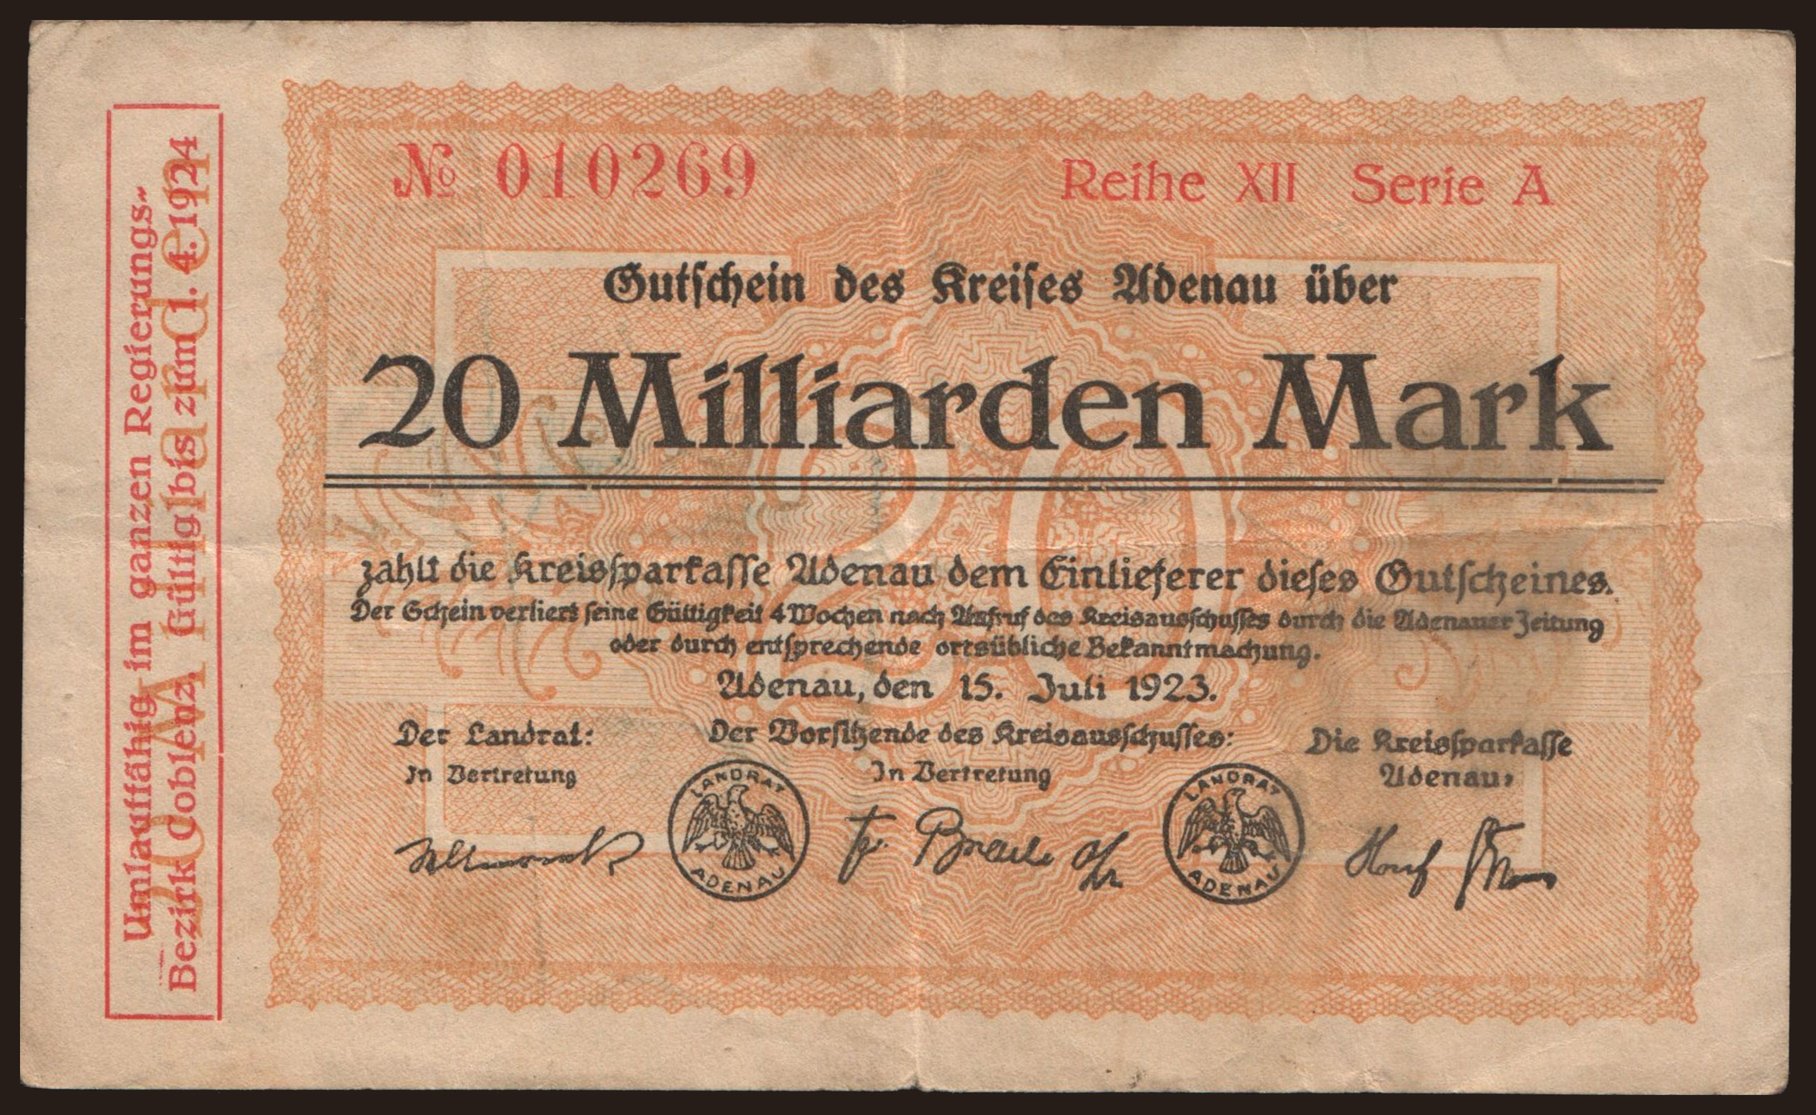 Umlauffähig im ganzen Regierungs-
Bezirk Coblenz. Gültig bis zum 1. 4. 1924
No 010269
Reihe XII Serie A
Gutschein des Kreises Adenau über
20 Milliarden Mark
20
zahlt die Kreissparkasse Adenau dem Einlieferer dieses Gutscheines.
Der Schein verliert seine Gültigkeit 4 Wochen nach Aufruf des Kreisausschusses durch die Adenauer Zeitung
oder durch entsprechende ortsübliche Bekanntmachung.
Adenau, den 15. Juli 1923.
Der Landrat:
In Vertretung
LANDRAT
ADENAU
Der Vorsitzende des Kreisausschusses:
In Vertretung
LANDRAT
ADENAU
Die Kreissparkasse
Adenau: